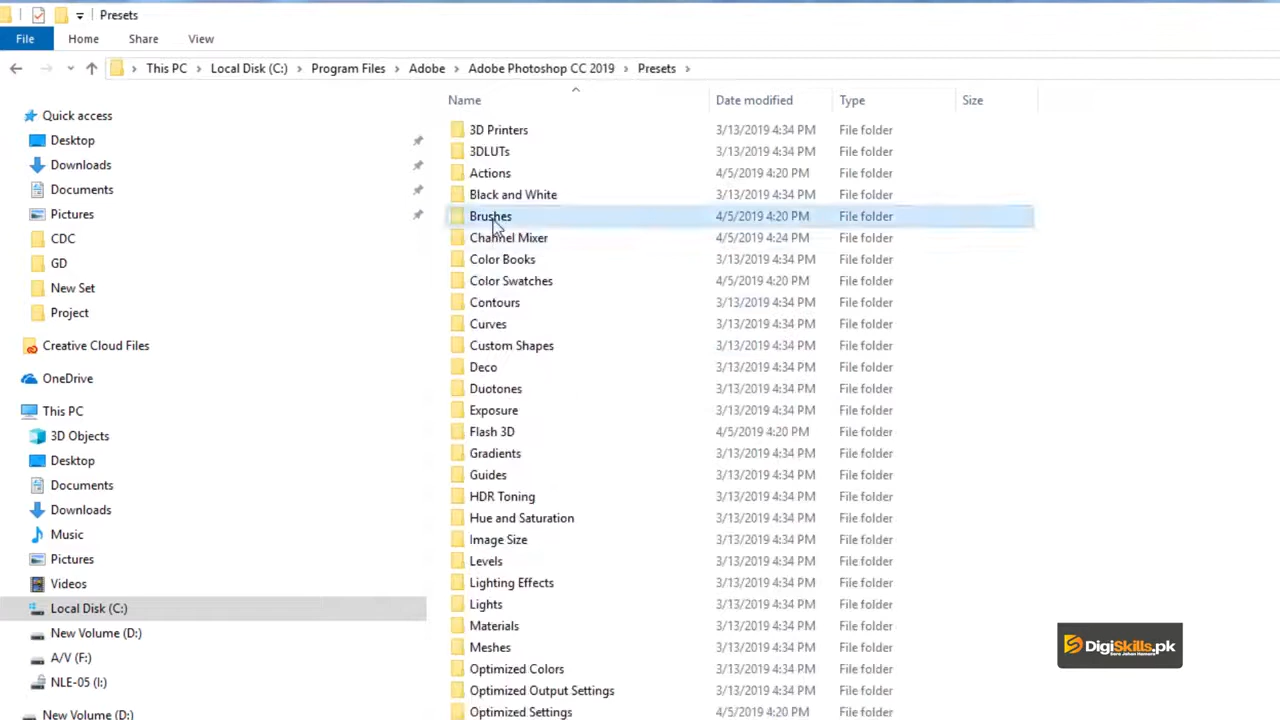 Presets
File Home Share View
This PC > Local Disk (C:) > Program Files > Adobe > Adobe Photoshop CC 2019 > Presets >
Name Date modified Type Size
Quick access
Desktop
Downloads
Documents
Pictures
CDC
GD
New Set
Project
Creative Cloud Files
OneDrive
This PC
3D Objects
Desktop
Documents
Downloads
Music
Pictures
Videos
Local Disk (C:)
New Volume (D:)
A/V (F:)
NLE-05 (I:)
New Volume (D:)
3D Printers 3/13/2019 4:34 PM File folder
3DLUTs 3/13/2019 4:34 PM File folder
Actions 4/5/2019 4:20 PM File folder
Black and White 3/13/2019 4:34 PM File folder
Brushes 4/5/2019 4:20 PM File folder
Channel Mixer 4/5/2019 4:24 PM File folder
Color Books 3/13/2019 4:34 PM File folder
Color Swatches 4/5/2019 4:20 PM File folder
Contours 3/13/2019 4:34 PM File folder
Curves 3/13/2019 4:34 PM File folder
Custom Shapes 3/13/2019 4:34 PM File folder
Deco 3/13/2019 4:34 PM File folder
Duotones 3/13/2019 4:34 PM File folder
Exposure 3/13/2019 4:34 PM File folder
Flash 3D 4/5/2019 4:20 PM File folder
Gradients 3/13/2019 4:34 PM File folder
Guides 3/13/2019 4:34 PM File folder
HDR Toning 3/13/2019 4:34 PM File folder
Hue and Saturation 3/13/2019 4:34 PM File folder
Image Size 3/13/2019 4:34 PM File folder
Levels 3/13/2019 4:34 PM File folder
Lighting Effects 3/13/2019 4:34 PM File folder
Lights 3/13/2019 4:34 PM File folder
Materials 3/13/2019 4:34 PM File folder
Meshes 3/13/2019 4:34 PM File folder
Optimized Colors 3/13/2019 4:34 PM File folder
Optimized Output Settings 3/13/2019 4:34 PM File folder
Optimized Settings 4/5/2019 4:20 PM File folder
DigiSkills.pk